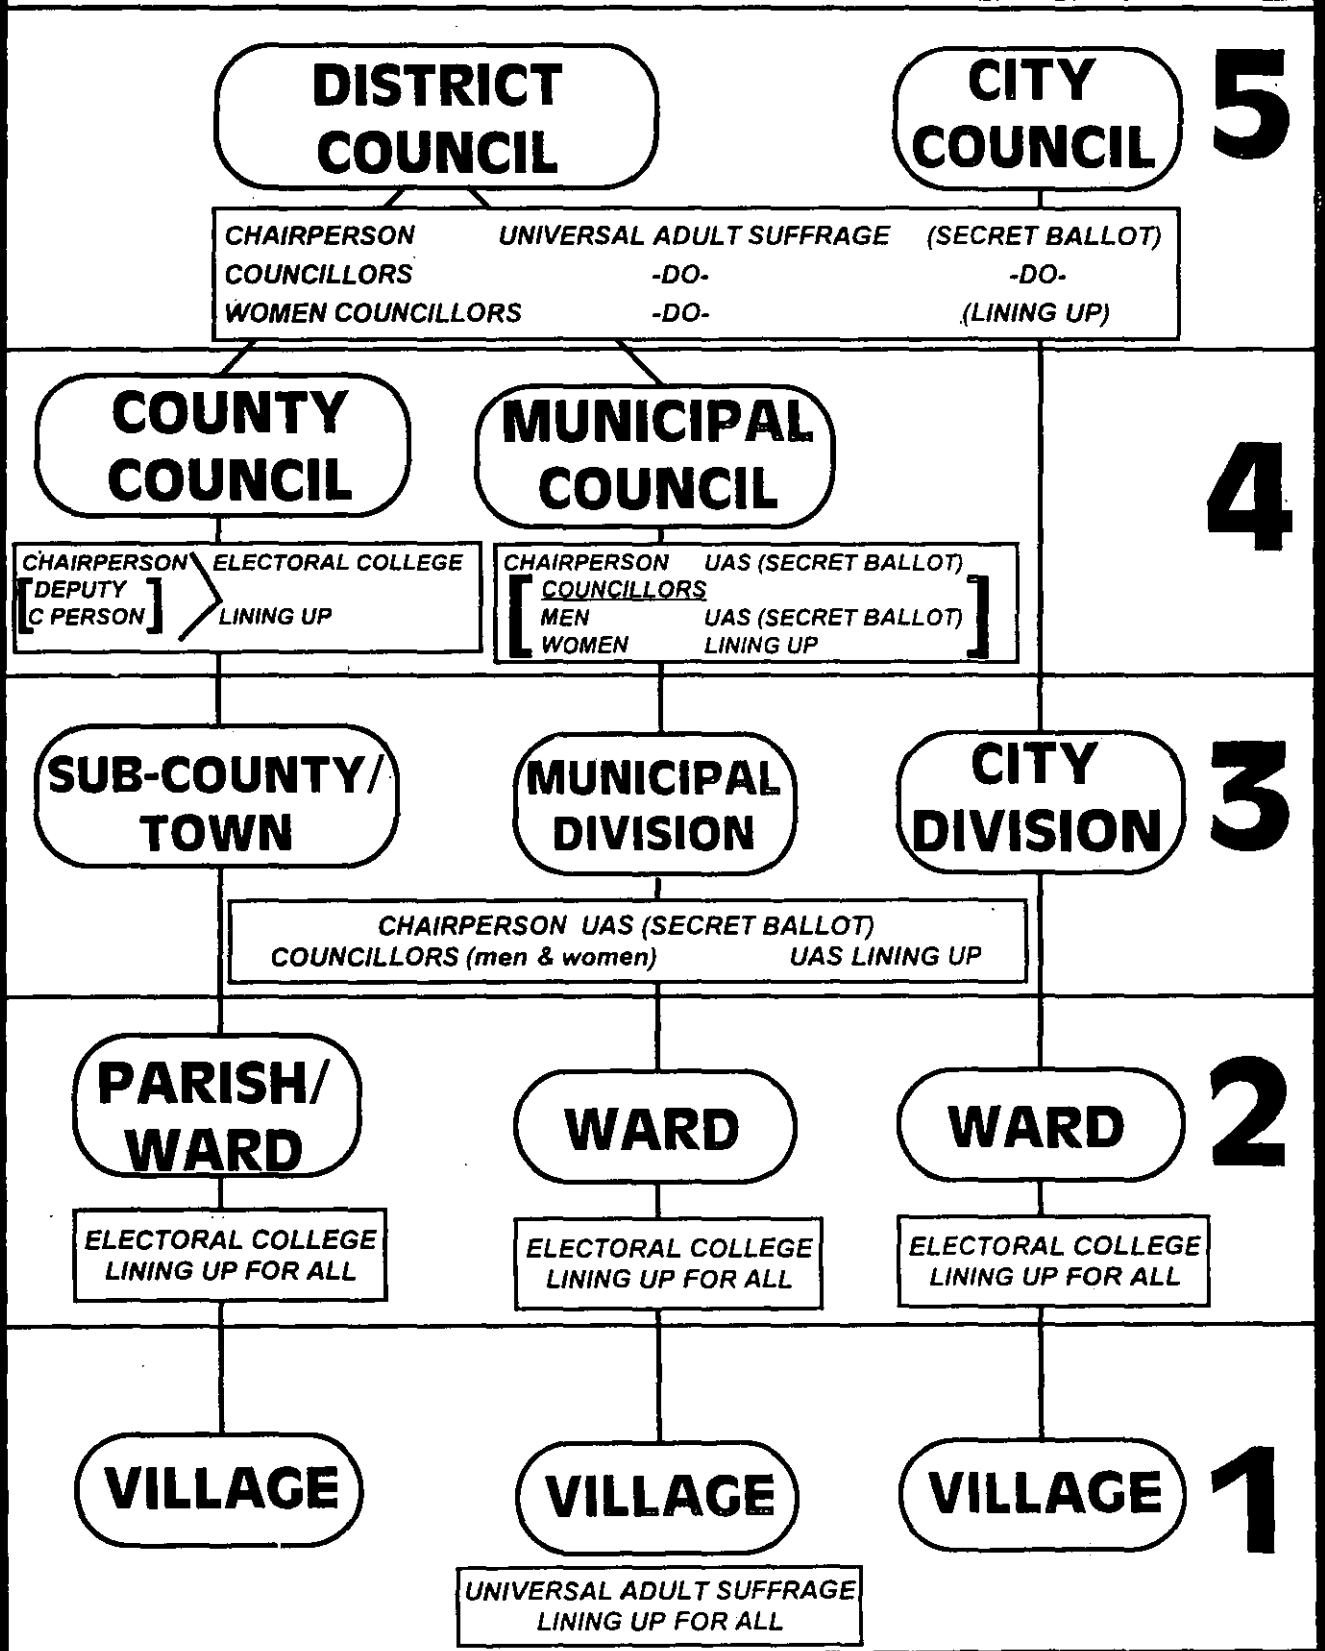 DISTRICT
COUNCIL
CITY
COUNCIL
5
CHAIRPERSON UNIVERSAL ADULT SUFFRAGE (SECRET BALLOT)
COUNCILLORS -DO- -DO-
WOMEN COUNCILLORS -DO- (LINING UP)
COUNTY
COUNCIL
MUNICIPAL
COUNCIL
4
CHAIRPERSON ELECTORAL COLLEGE
[DEPUTY
C PERSON] LINING UP
CHAIRPERSON UAS (SECRET BALLOT)
[COUNCILLORS
MEN UAS (SECRET BALLOT)
WOMEN LINING UP]
SUB-COUNTY/
TOWN
MUNICIPAL
DIVISION
CITY
DIVISION
3
CHAIRPERSON UAS (SECRET BALLOT)
COUNCILLORS (men & women) UAS LINING UP
PARISH/
WARD
WARD
WARD
2
ELECTORAL COLLEGE
LINING UP FOR ALL
ELECTORAL COLLEGE
LINING UP FOR ALL
ELECTORAL COLLEGE
LINING UP FOR ALL
VILLAGE
VILLAGE
VILLAGE
1
UNIVERSAL ADULT SUFFRAGE
LINING UP FOR ALL